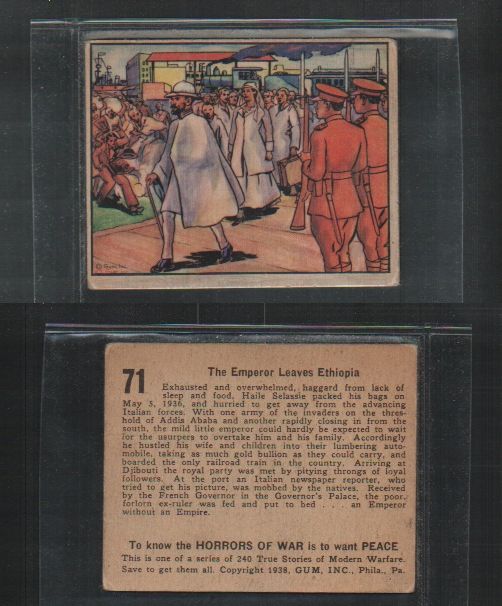 © Gum, Inc.
71
The Emperor Leaves Ethiopia
Exhausted and overwhelmed, haggard from lack of
sleep and food, Haile Selassie packed his bags on
May 5, 1936, and hurried to get away from the advancing
Italian forces. With one army of the invaders on the thres-
hold of Addis Ababa and another rapidly closing in from the
south, the mild little emperor could hardly be expected to wait
for the usurpers to overtake him and his family. Accordingly
he hustled his wife and children into their lumbering auto-
mobile, taking as much gold bullion as they could carry, and
boarded the only railroad train in the country. Arriving at
Djibouti the royal party was met by pitying throngs of loyal
followers. At the port an Italian newspaper reporter, who
tried to get his picture, was mobbed by the natives. Received
by the French Governor in the Governor's Palace, the poor,
forlorn ex-ruler was fed and put to bed . . . an Emperor
without an Empire.
To know the HORRORS OF WAR is to want PEACE
This is one of a series of 240 True Stories of Modern Warfare.
Save to get them all. Copyright 1938, GUM, INC., Phila., Pa.